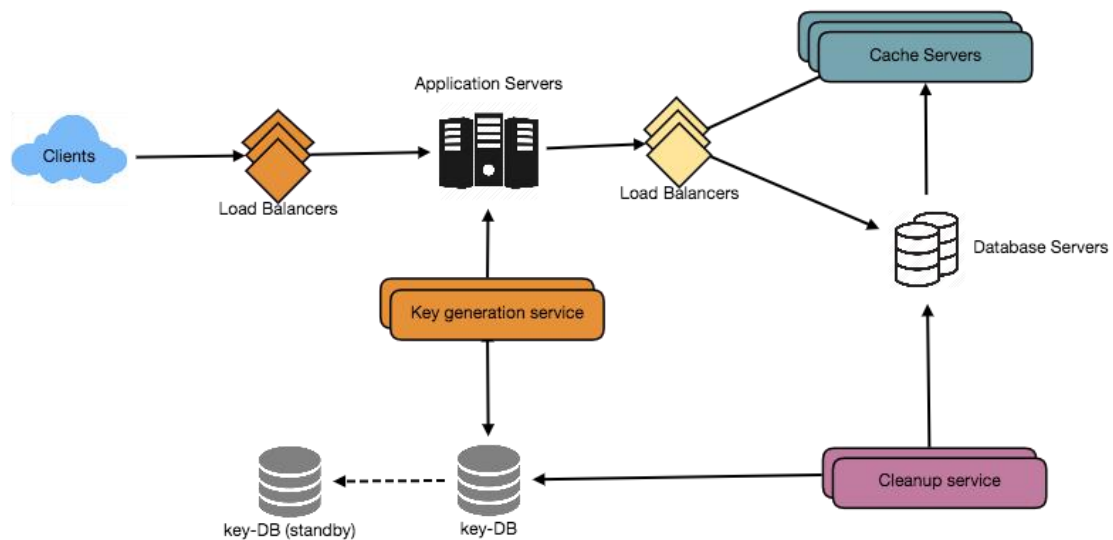 Cache Servers
Application Servers
Clients
Load Balancers
Load Balancers
Database Servers
Key generation service
Cleanup service
key-DB (standby)
key-DB